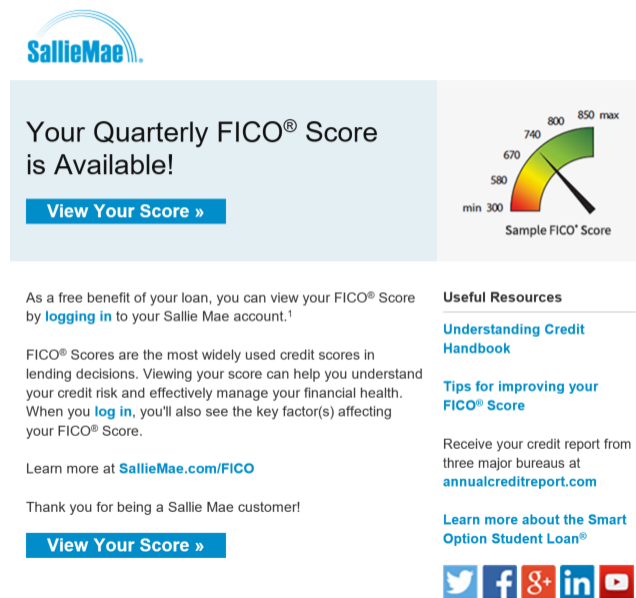 SallieMae
Your Quarterly FICO® Score
is Available!
View Your Score »
850 max
800
740
670
580
min 300
Sample FICO® Score
As a free benefit of your loan, you can view your FICO® Score
by logging in to your Sallie Mae account.¹
FICO® Scores are the most widely used credit scores in
lending decisions. Viewing your score can help you understand
your credit risk and effectively manage your financial health.
When you log in, you'll also see the key factor(s) affecting
your FICO® Score.
Learn more at SallieMae.com/FICO
Thank you for being a Sallie Mae customer!
View Your Score »
Useful Resources
Understanding Credit
Handbook
Tips for improving your
FICO® Score
Receive your credit report from
three major bureaus at
annualcreditreport.com
Learn more about the Smart
Option Student Loan®
f
g+
in